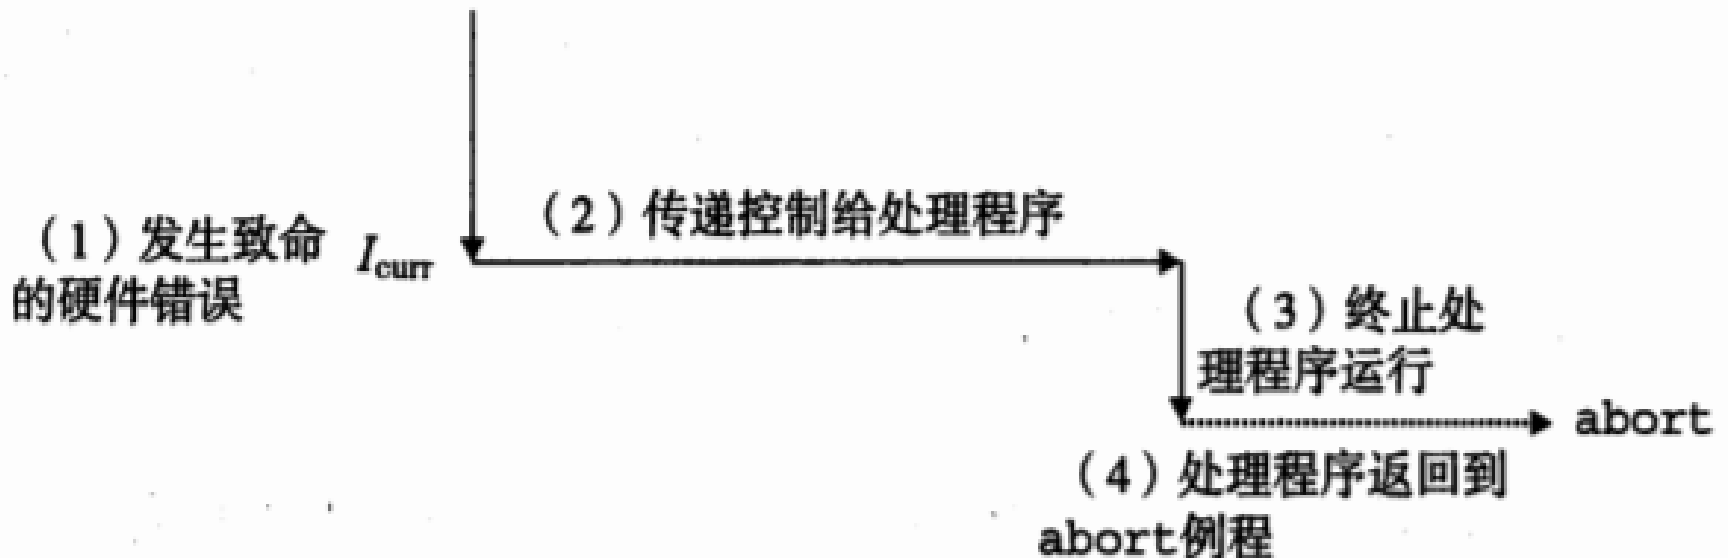 (1)发生致命
的硬件错误
Icurr
(2)传递控制给处理程序
(3)终止处
理程序运行
abort
(4)处理程序返回到
abort例程